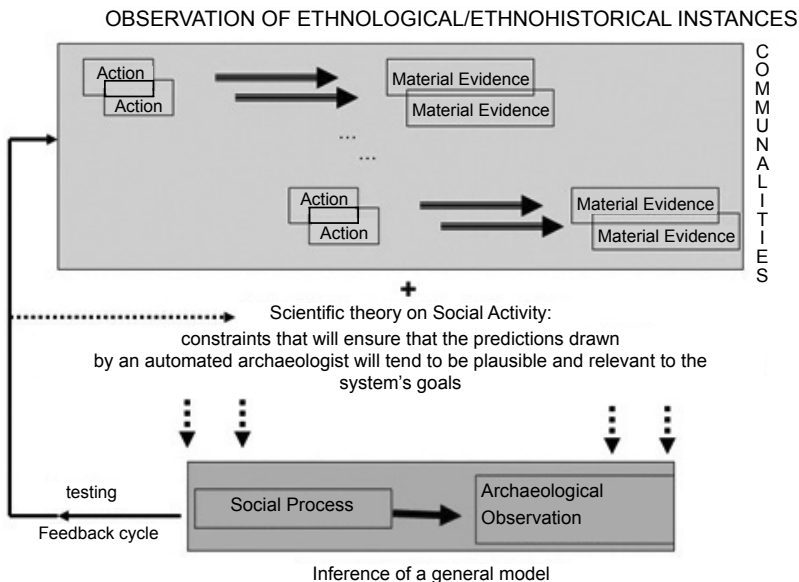 OBSERVATION OF ETHNOLOGICAL/ETHNOHISTORICAL INSTANCES
COMMUNALITIES
Action
Action
Material Evidence
Material Evidence
...
...
Action
Action
Material Evidence
Material Evidence
+
Scientific theory on Social Activity:
constraints that will ensure that the predictions drawn
by an automated archaeologist will tend to be plausible and relevant to the
system's goals
testing
Feedback cycle
Social Process
Archaeological
Observation
Inference of a general model